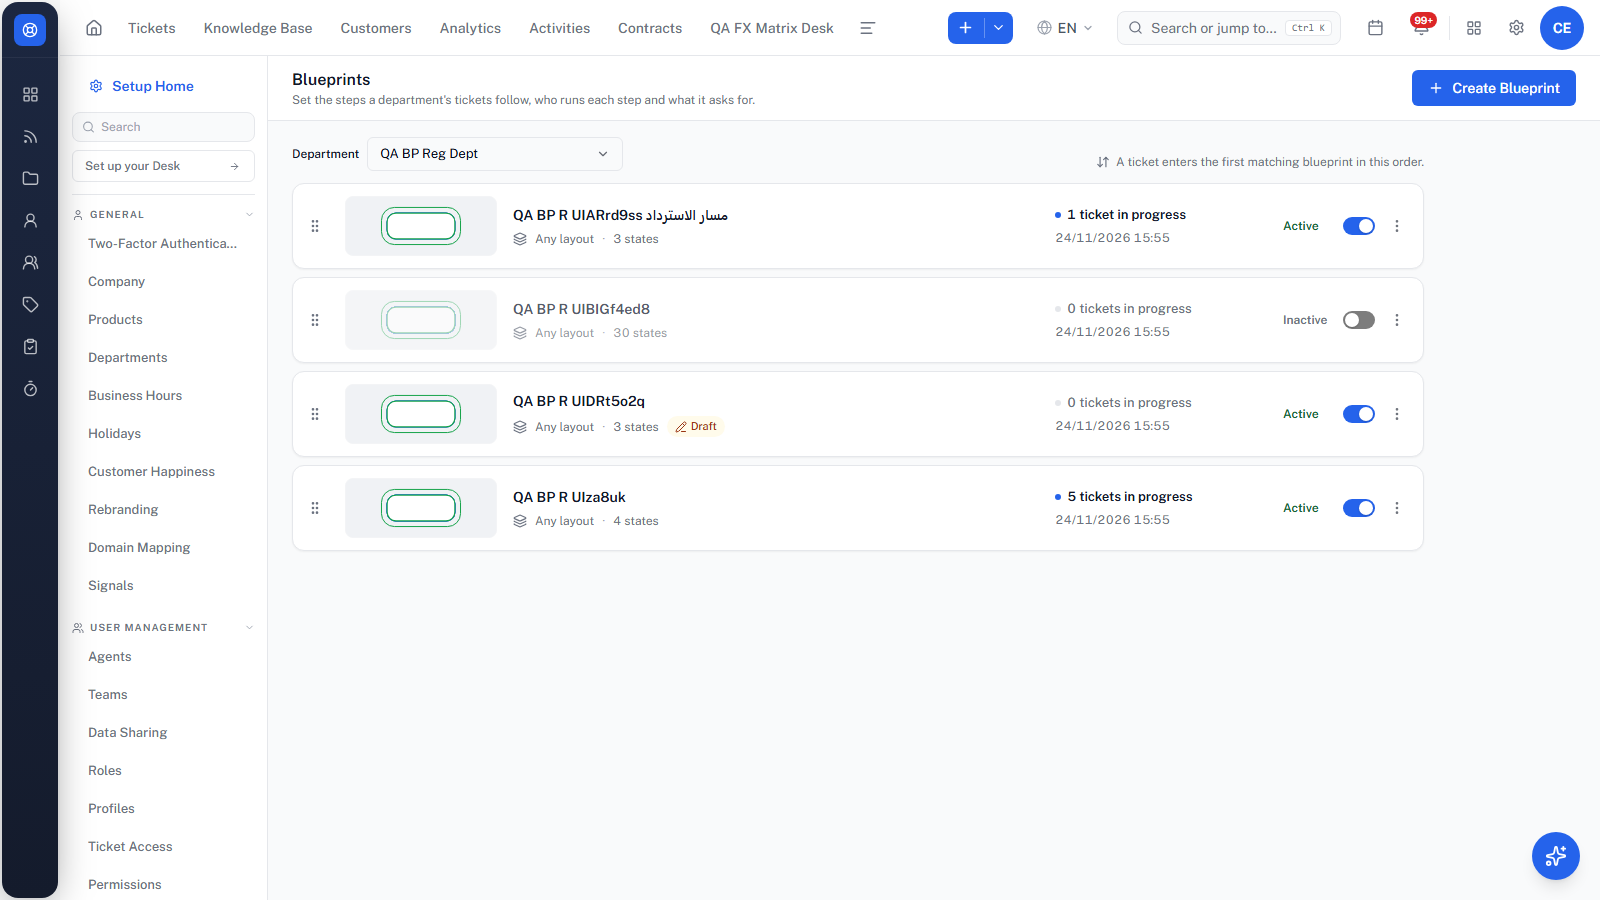 Tickets
Knowledge Base
Customers
Analytics
Activities
Contracts
QA FX Matrix Desk
EN
Search or jump to...
Ctrl K
99+
CE
Setup Home
Search
Set up your Desk
GENERAL
Two-Factor Authentica...
Company
Products
Departments
Business Hours
Holidays
Customer Happiness
Rebranding
Domain Mapping
Signals
USER MANAGEMENT
Agents
Teams
Data Sharing
Roles
Profiles
Ticket Access
Permissions
Blueprints
Set the steps a department's tickets follow, who runs each step and what it asks for.
Create Blueprint
Department
QA BP Reg Dept
A ticket enters the first matching blueprint in this order.
QA BP R UIARrd9ss مسار الاسترداد
Any layout · 3 states
1 ticket in progress
24/11/2026 15:55
Active
QA BP R UIBIGf4ed8
Any layout · 30 states
0 tickets in progress
24/11/2026 15:55
Inactive
QA BP R UIDRt5o2q
Any layout · 3 states
Draft
0 tickets in progress
24/11/2026 15:55
Active
QA BP R UIza8uk
Any layout · 4 states
5 tickets in progress
24/11/2026 15:55
Active